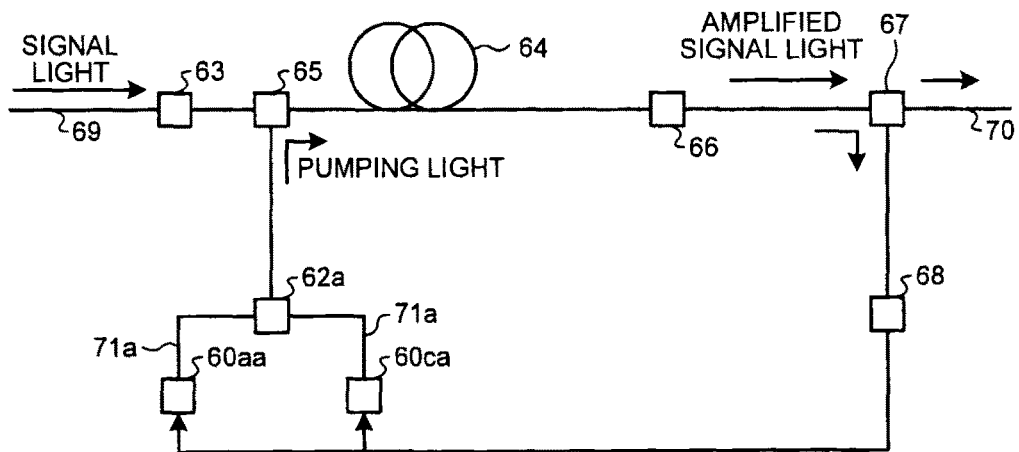 SIGNAL
LIGHT
63
65
64
AMPLIFIED
SIGNAL LIGHT
67
69
PUMPING LIGHT
66
70
62a
68
71a
71a
60aa
60ca